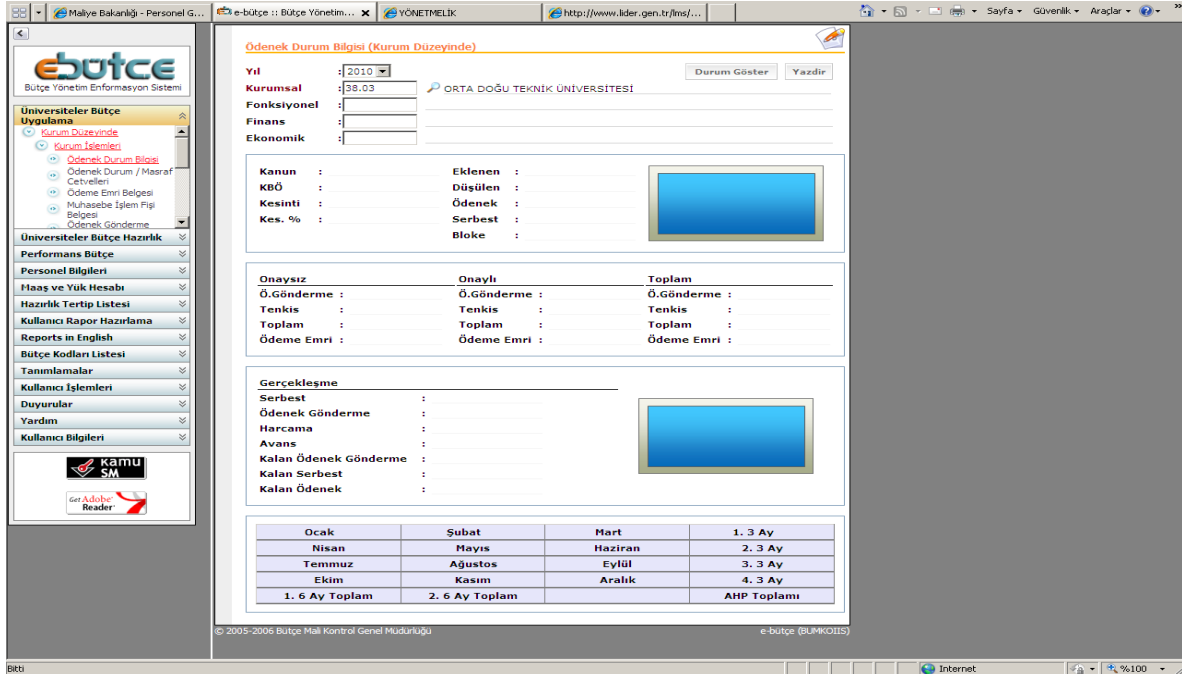 Maliye Bakanlığı - Personel G...
e-bütçe :: Bütçe Yönetim... x
YÖNETMELİK
http://www.lider.gen.tr/lms/...
Sayfa
Güvenlik
Araçlar
ebütce
Bütçe Yönetim Enformasyon Sistemi
Üniversiteler Bütçe
Uygulama
Kurum Düzeyinde
Kurum İşlemleri
Ödenek Durum Bilgisi
Ödenek Durum / Masraf
Cetvelleri
Ödeme Emri Belgesi
Muhasebe İşlem Fişi
Belgesi
Ödenek Gönderme
Üniversiteler Bütçe Hazırlık
Performans Bütçe
Personel Bilgileri
Maaş ve Yük Hesabı
Hazırlık Tertip Listesi
Kullanıcı Rapor Hazırlama
Reports in English
Bütçe Kodları Listesi
Tanımlamalar
Kullanıcı İşlemleri
Duyurular
Yardım
Kullanıcı Bilgileri
Kamu
SM
Get Adobe
Reader
Ödenek Durum Bilgisi (Kurum Düzeyinde)
Yıl : 2010
Durum Göster Yazdir
Kurumsal : 38.03 ORTA DOĞU TEKNİK ÜNİVERSİTESİ
Fonksiyonel :
Finans :
Ekonomik :
Kanun : Eklenen :
KBÖ : Düşülen :
Kesinti : Ödenek :
Kes. % : Serbest :
Bloke :
Onaysız Onaylı Toplam
Ö.Gönderme : Ö.Gönderme : Ö.Gönderme :
Tenkis : Tenkis : Tenkis :
Toplam : Toplam : Toplam :
Ödeme Emri : Ödeme Emri : Ödeme Emri :
Gerçekleşme
Serbest :
Ödenek Gönderme :
Harcama :
Avans :
Kalan Ödenek Gönderme :
Kalan Serbest :
Kalan Ödenek :
Ocak Şubat Mart 1. 3 Ay
Nisan Mayıs Haziran 2. 3 Ay
Temmuz Ağustos Eylül 3. 3 Ay
Ekim Kasım Aralık 4. 3 Ay
1. 6 Ay Toplam 2. 6 Ay Toplam AHP Toplamı
© 2005-2006 Bütçe Mali Kontrol Genel Müdürlüğü e-bütçe (BUMKOIIS)
Bitti Internet %100